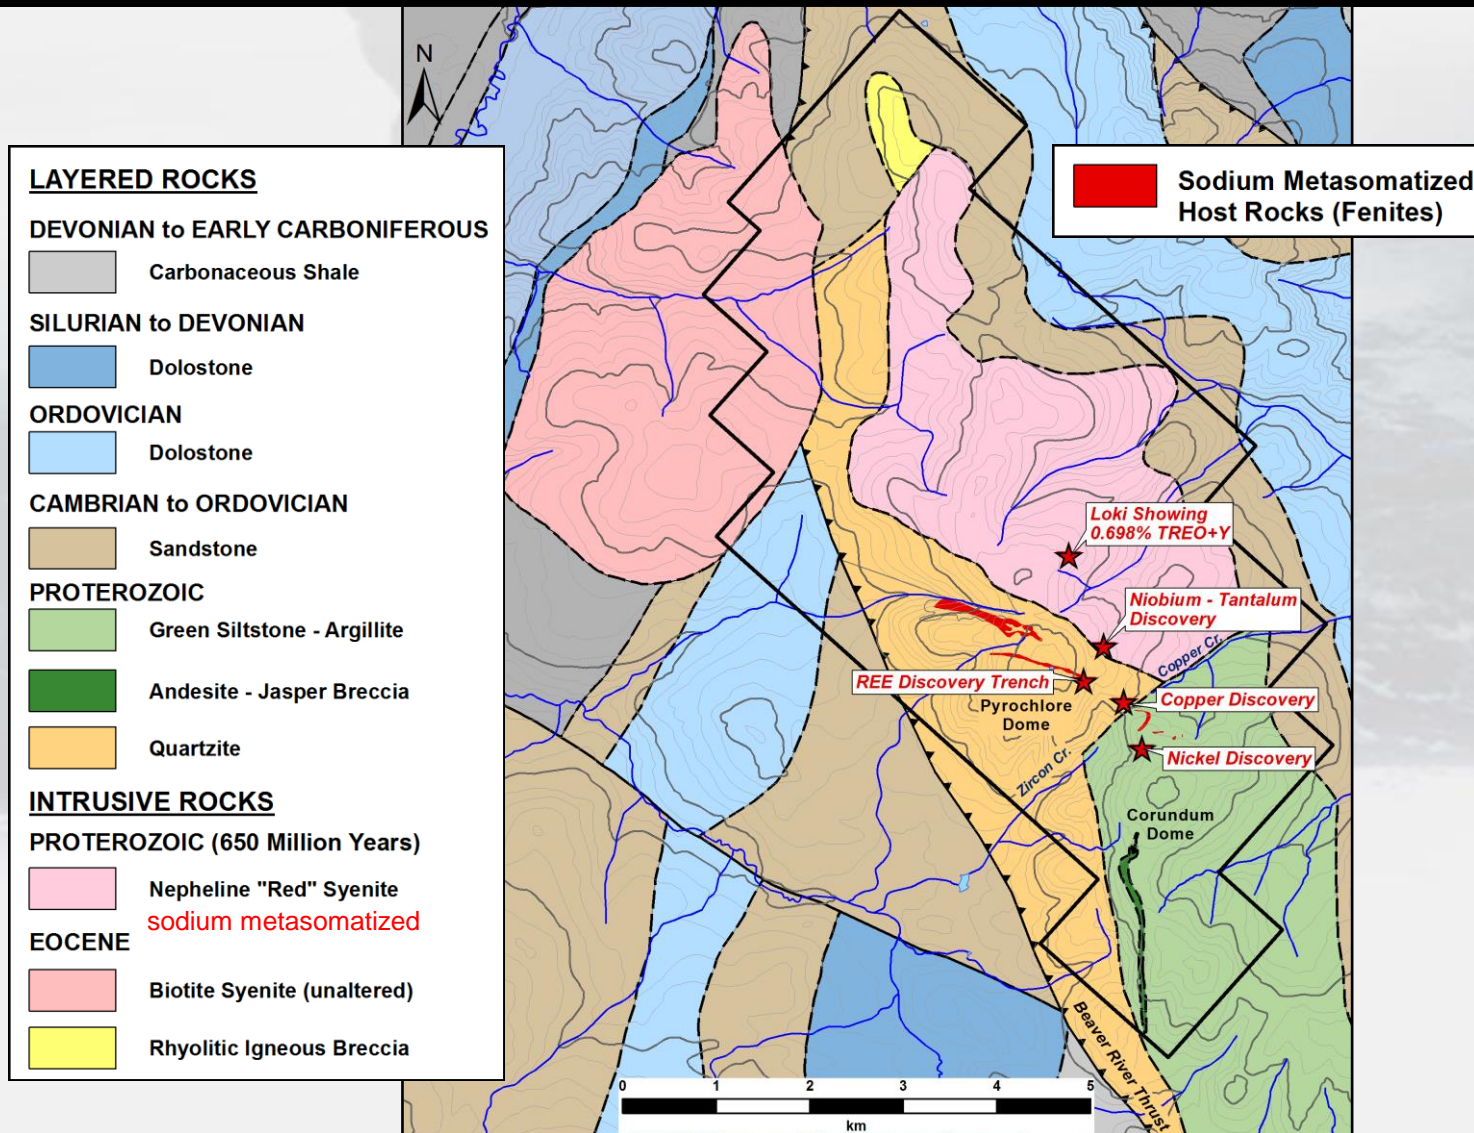 LAYERED ROCKS
DEVONIAN to EARLY CARBONIFEROUS
Carbonaceous Shale
SILURIAN to DEVONIAN
Dolostone
ORDOVICIAN
Dolostone
CAMBRIAN to ORDOVICIAN
Sandstone
PROTEROZOIC
Green Siltstone - Argillite
Andesite - Jasper Breccia
Quartzite
INTRUSIVE ROCKS
PROTEROZOIC (650 Million Years)
Nepheline "Red" Syenite
sodium metasomatized
EOCENE
Biotite Syenite (unaltered)
Rhyolitic Igneous Breccia
N
Sodium Metasomatized
Host Rocks (Fenites)
Loki Showing
0.698% TREO+Y
Niobium - Tantalum
Discovery
Copper Cr.
REE Discovery Trench
Pyrochlore
Dome
Copper Discovery
Nickel Discovery
Zircon Cr.
Corundum
Dome
Beaver River Thrust
0 1 2 3 4 5
km